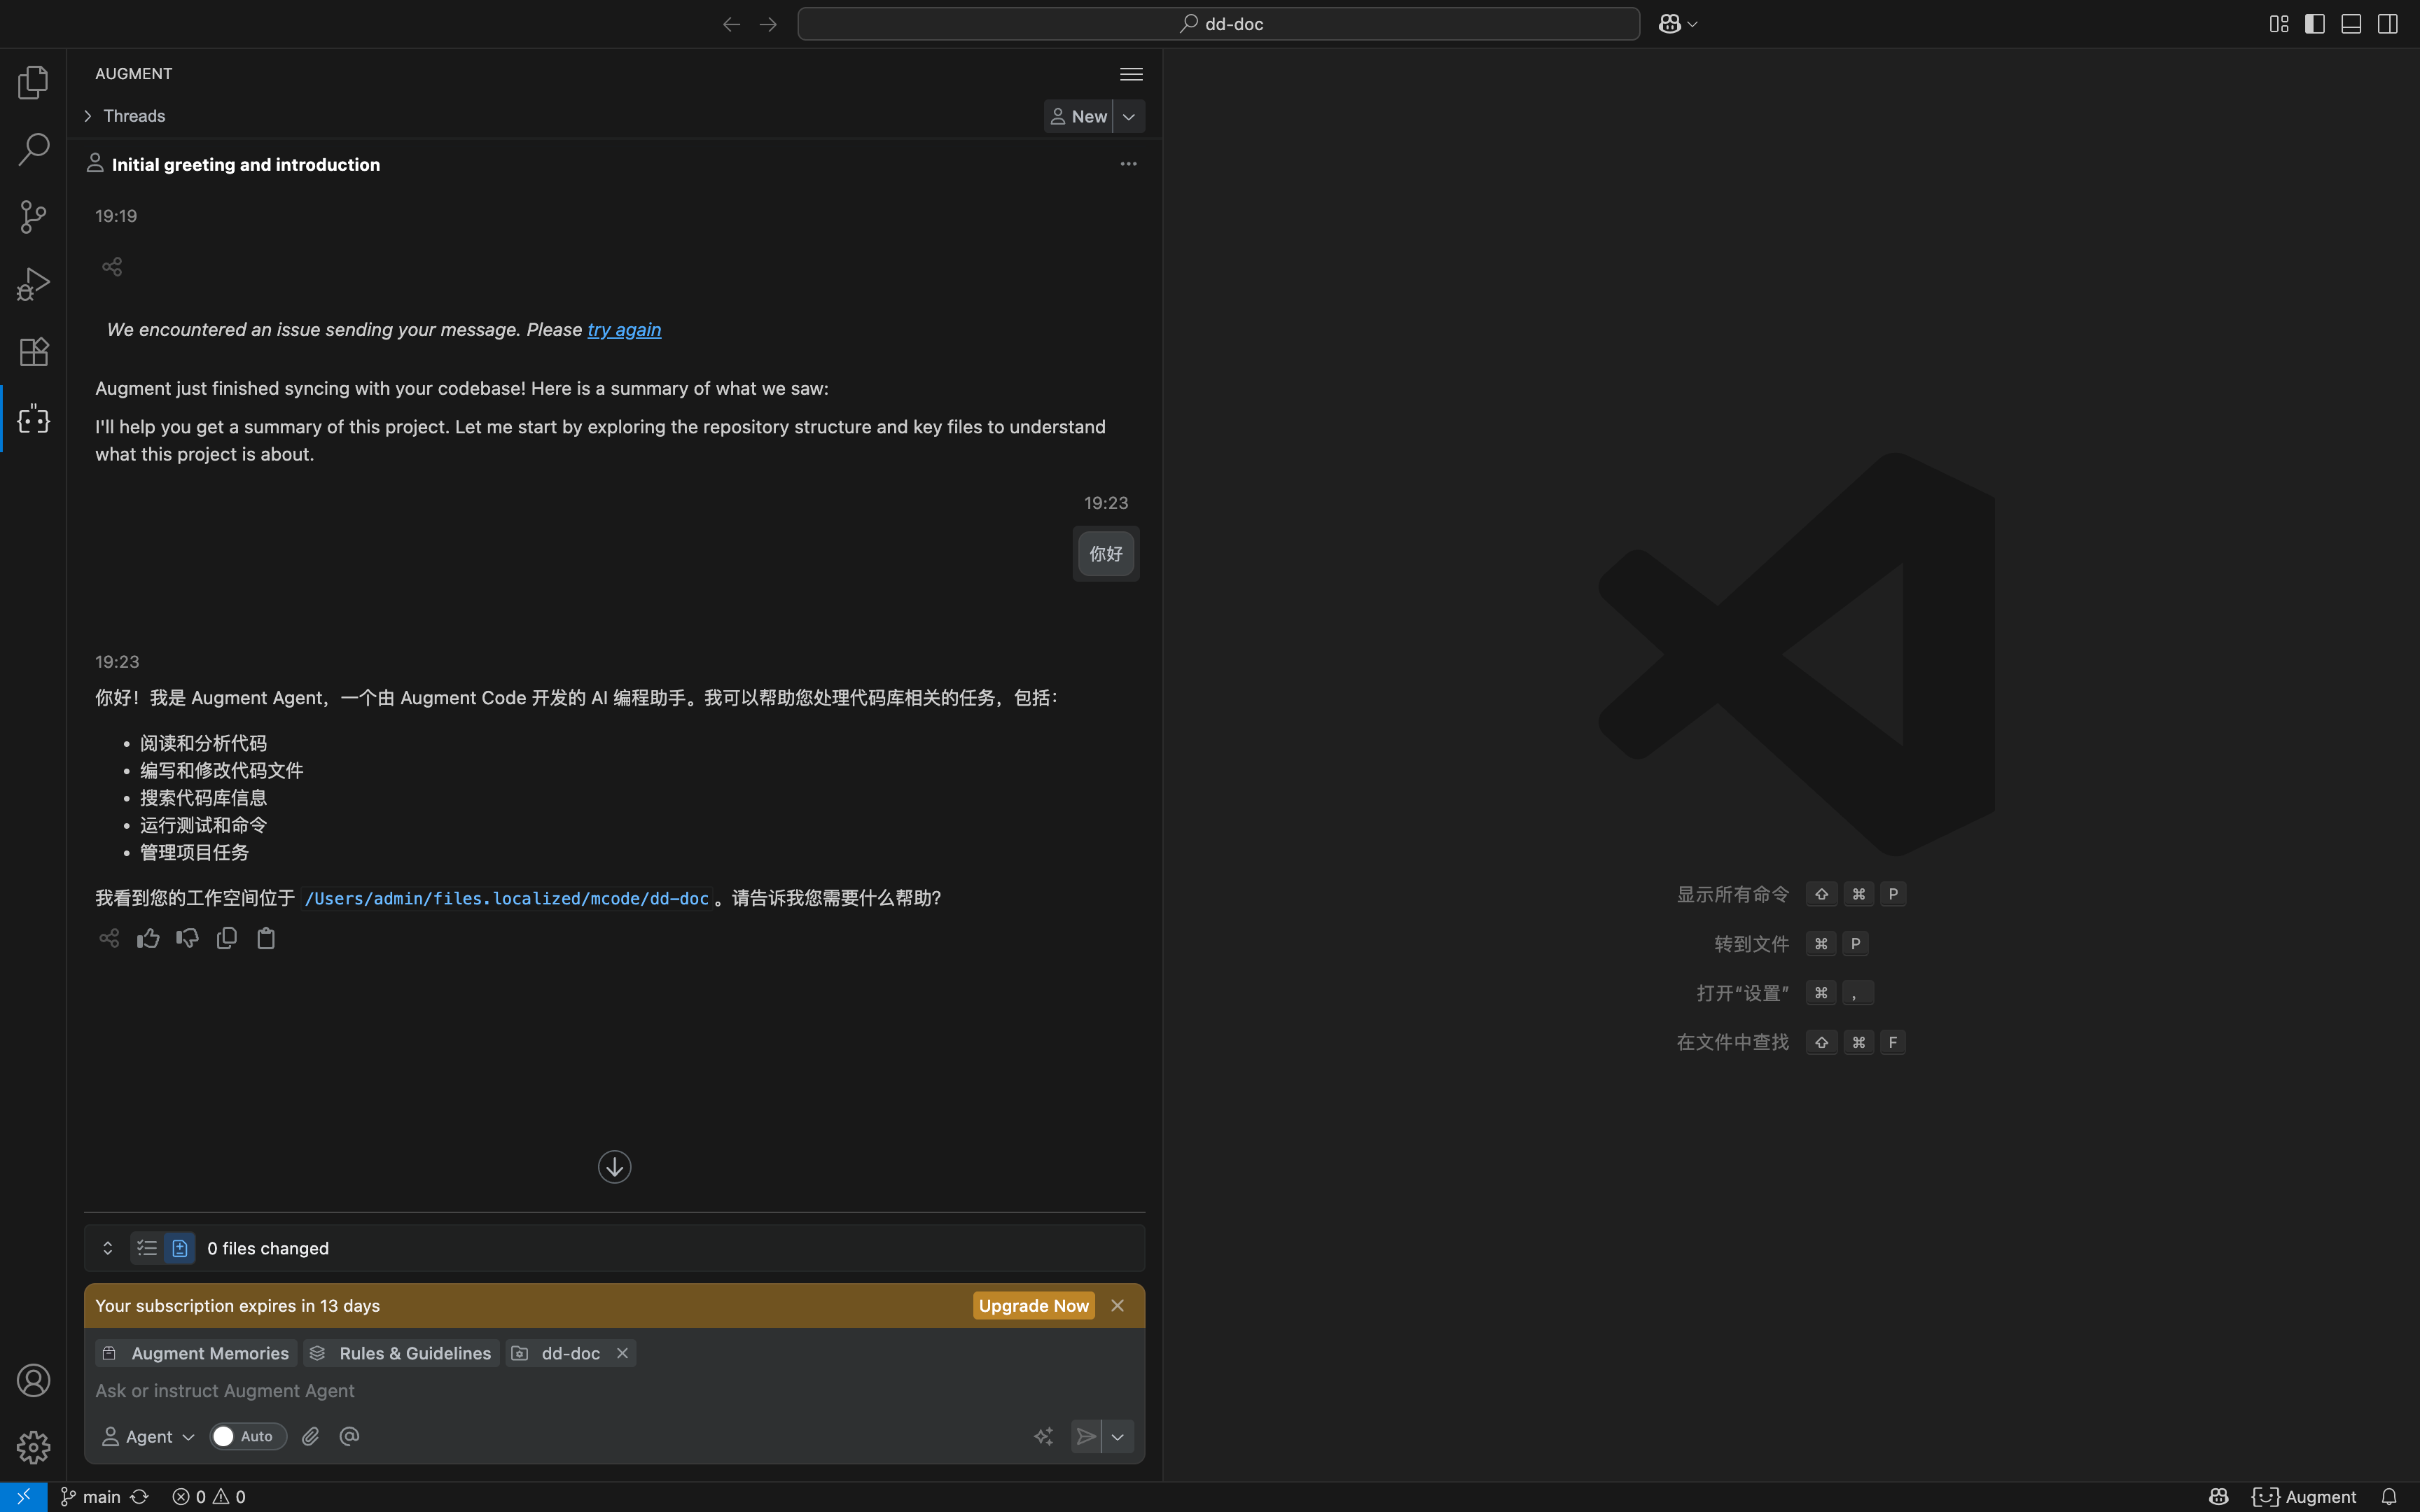 dd-doc
AUGMENT
Threads
New
Initial greeting and introduction
19:19
We encountered an issue sending your message. Please try again
Augment just finished syncing with your codebase! Here is a summary of what we saw:
I'll help you get a summary of this project. Let me start by exploring the repository structure and key files to understand
what this project is about.
19:23
你好
19:23
你好！我是 Augment Agent，一个由 Augment Code 开发的 AI 编程助手。我可以帮助您处理代码库相关的任务，包括：
• 阅读和分析代码
• 编写和修改代码文件
• 搜索代码库信息
• 运行测试和命令
• 管理项目任务
我看到您的工作空间位于 /Users/admin/files.localized/mcode/dd-doc 。请告诉我您需要什么帮助？
显示所有命令 ⇧ ⌘ P
转到文件 ⌘ P
打开“设置” ⌘ ,
在文件中查找 ⇧ ⌘ F
0 files changed
Your subscription expires in 13 days
Upgrade Now
Augment Memories
Rules & Guidelines
dd-doc
Ask or instruct Augment Agent
Agent
Auto
main
0
0
Augment